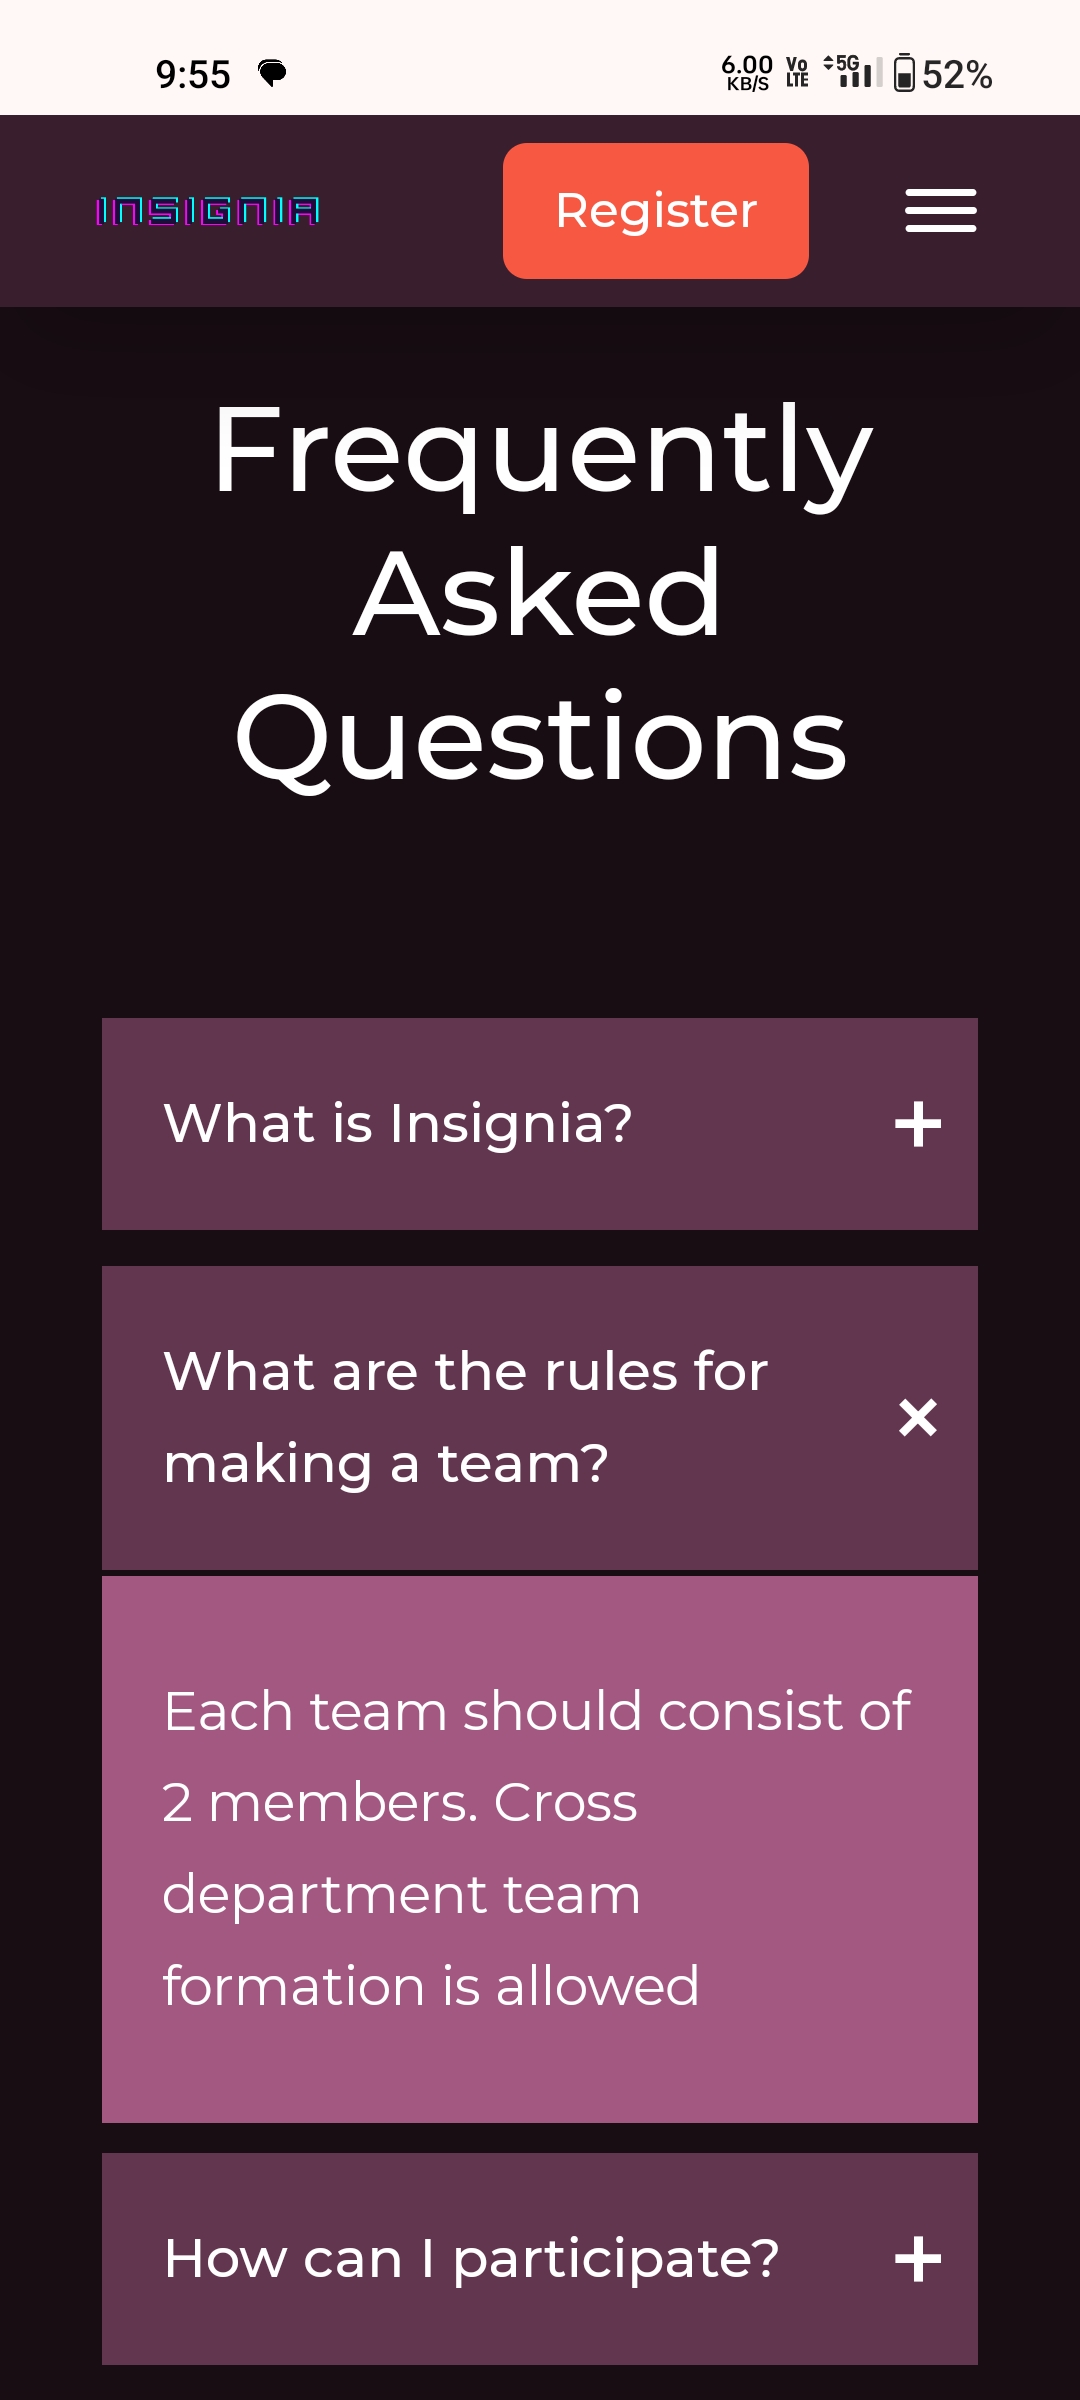 9:55 6.00 KB/S Vo LTE 5G 52%
INSIGNIA Register
Frequently
Asked
Questions
What is Insignia?
What are the rules for
making a team?
Each team should consist of
2 members. Cross
department team
formation is allowed
How can I participate?